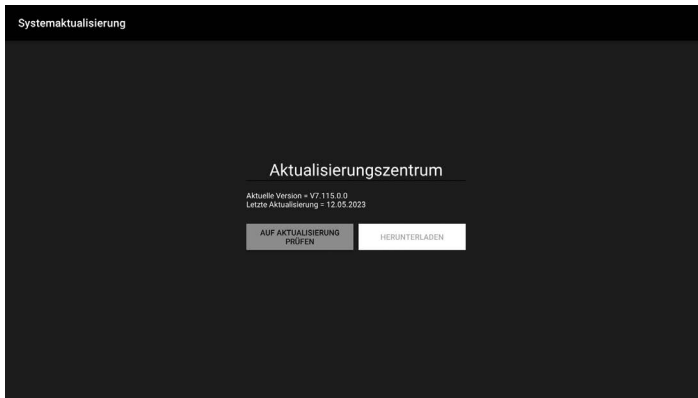 Systemaktualisierung
Aktualisierungszentrum
Aktuelle Version = V7.115.0.0
Letzte Aktualisierung = 12.05.2023
AUF AKTUALISIERUNG
PRÜFEN
HERUNTERLADEN